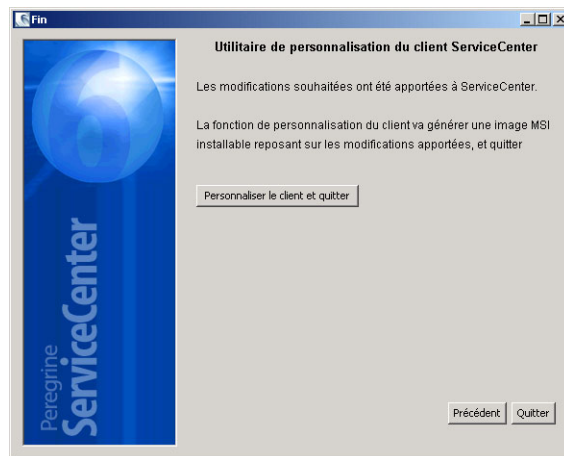 Fin
Utilitaire de personnalisation du client ServiceCenter
Les modifications souhaitées ont été apportées à ServiceCenter.
La fonction de personnalisation du client va générer une image MSI
installable reposant sur les modifications apportées, et quitter
Personnaliser le client et quitter
6
Peregrine
ServiceCenter
Précédent
Quitter